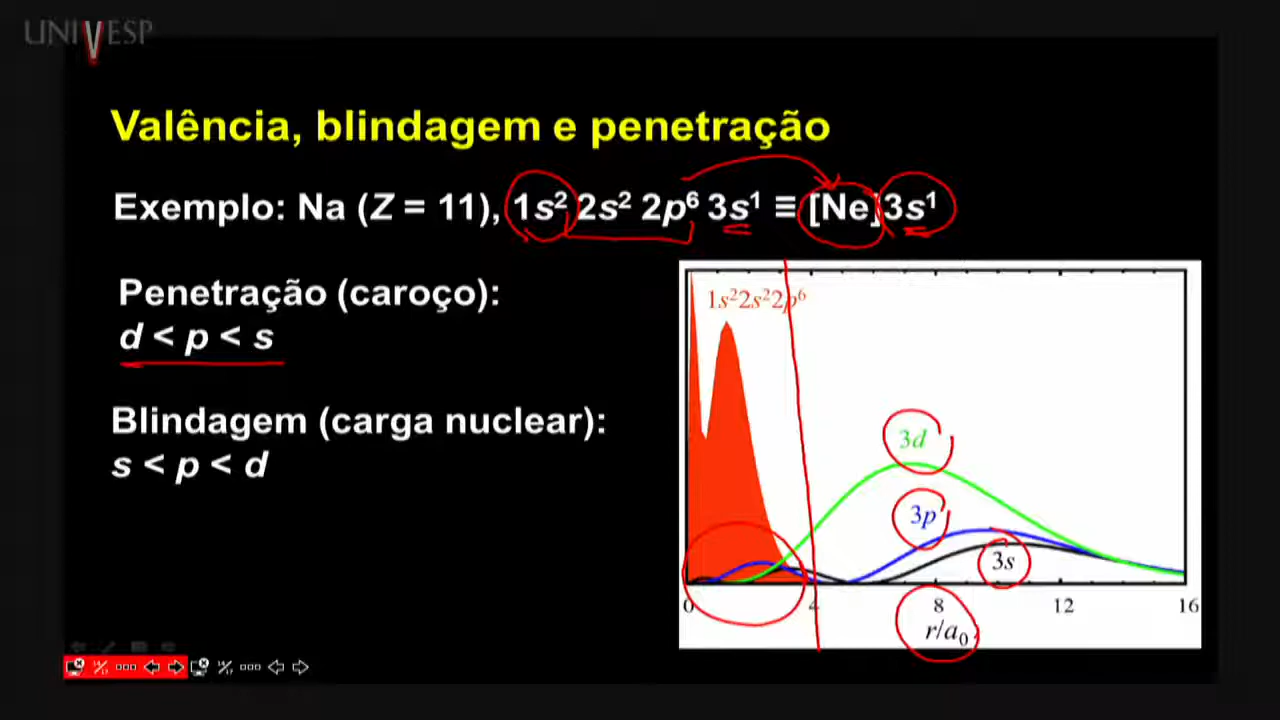 UNIVESP
Valência, blindagem e penetração
Exemplo: Na (Z = 11), 1s² 2s² 2p⁶ 3s¹ ≡ [Ne]3s¹
Penetração (caroço):
d < p < s
Blindagem (carga nuclear):
s < p < d
1s²2s²2p⁶
3d
3p
3s
0 4 8 12 16
r/a₀